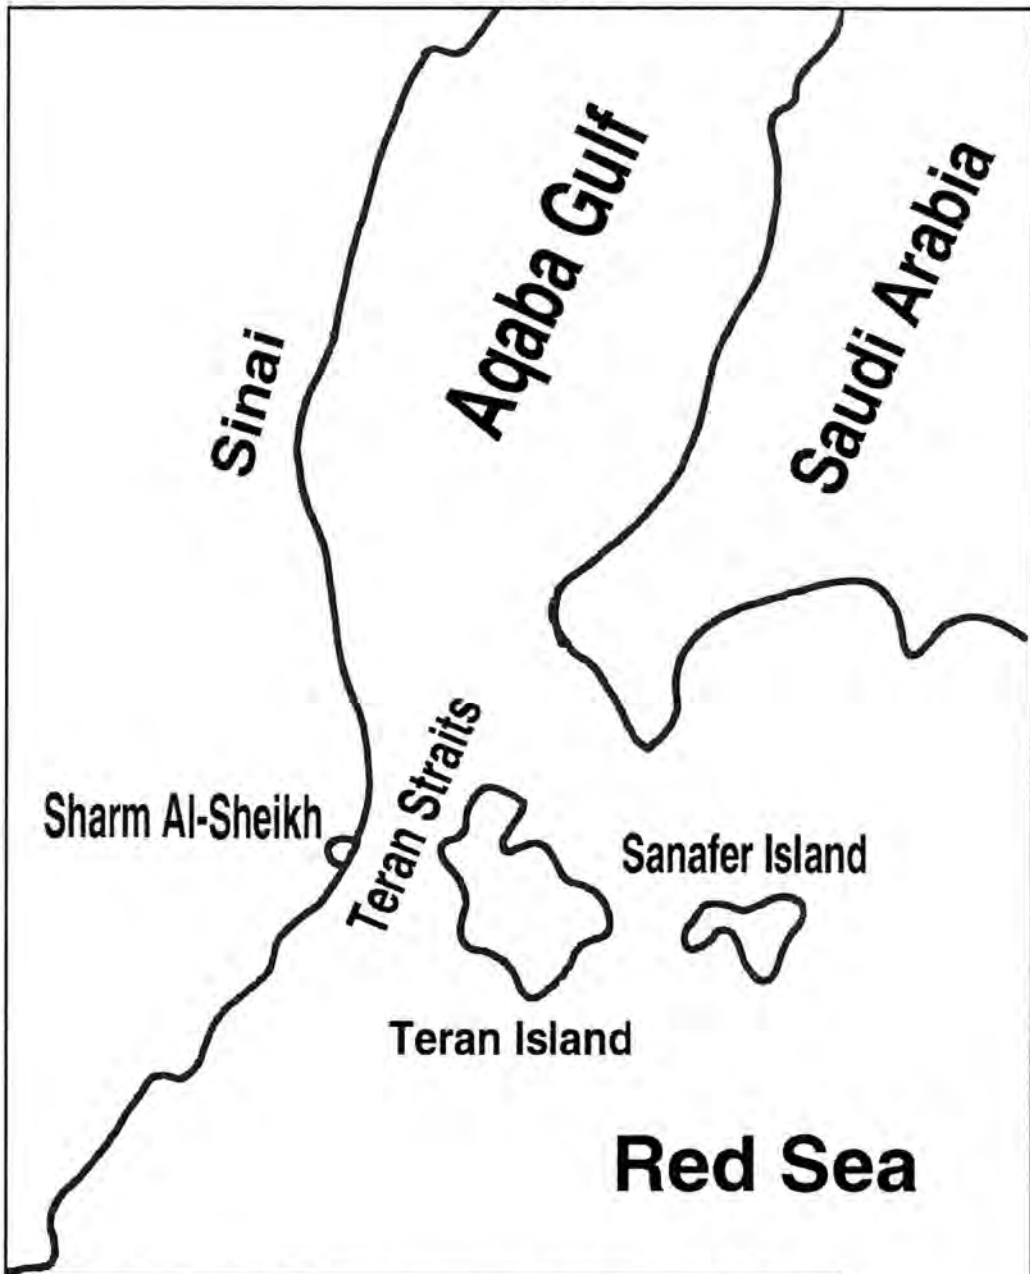 Aqaba Gulf
Saudi Arabia
Sinai
Teran Straits
Sharm Al-Sheikh
Sanafer Island
Teran Island
Red Sea